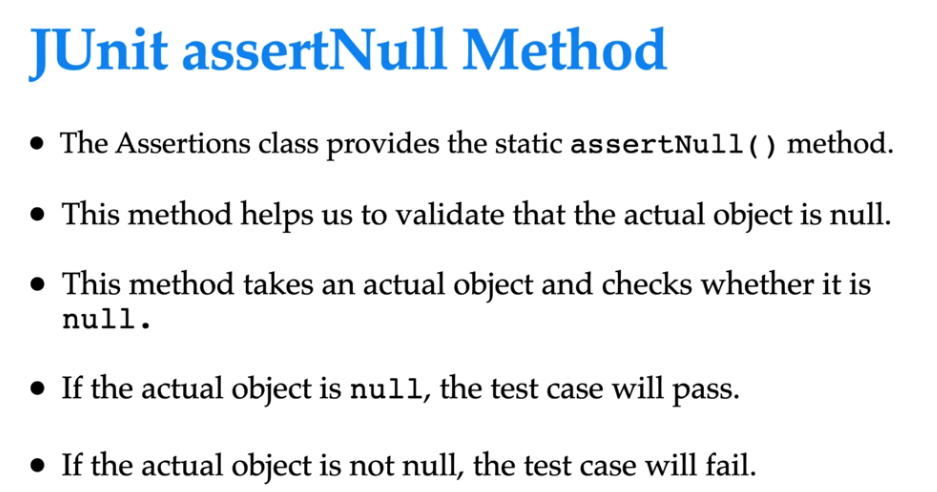 JUnit assertNull Method
• The Assertions class provides the static assertNull() method.
• This method helps us to validate that the actual object is null.
• This method takes an actual object and checks whether it is
null.
• If the actual object is null, the test case will pass.
• If the actual object is not null, the test case will fail.